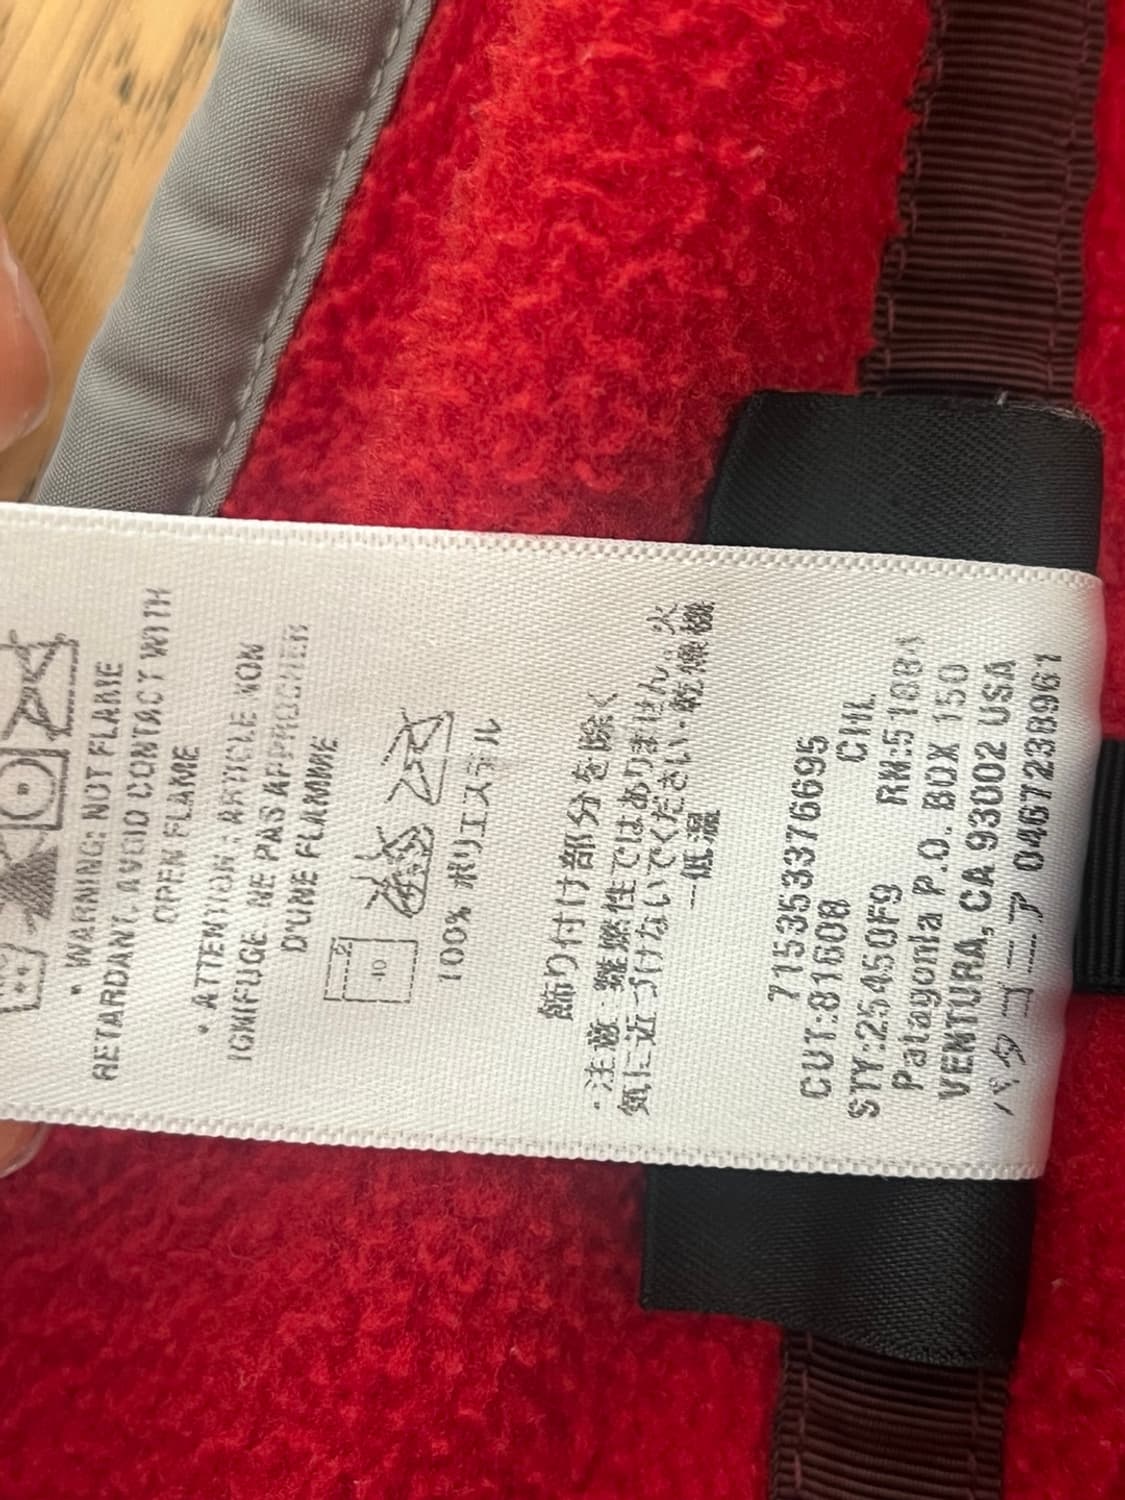 • WARNING: NOT FLAME
RETARDANT. AVOID CONTACT WITH
OPEN FLAME
• ATTENTION : ARTICLE NON
IGNIFUGE. NE PAS APPROCHER
D'UNE FLAMME
40
100% ポリエステル
飾り付け部分を除く
・注意:難燃性ではありません。火
気に近づけないでください・乾燥機
—低温
715353376695
CUT:81608 CHL
STY:25450F9 RN:51884
Patagonia P.O. BOX 150
VENTURA, CA 93002 USA
パタゴニア 0467238961